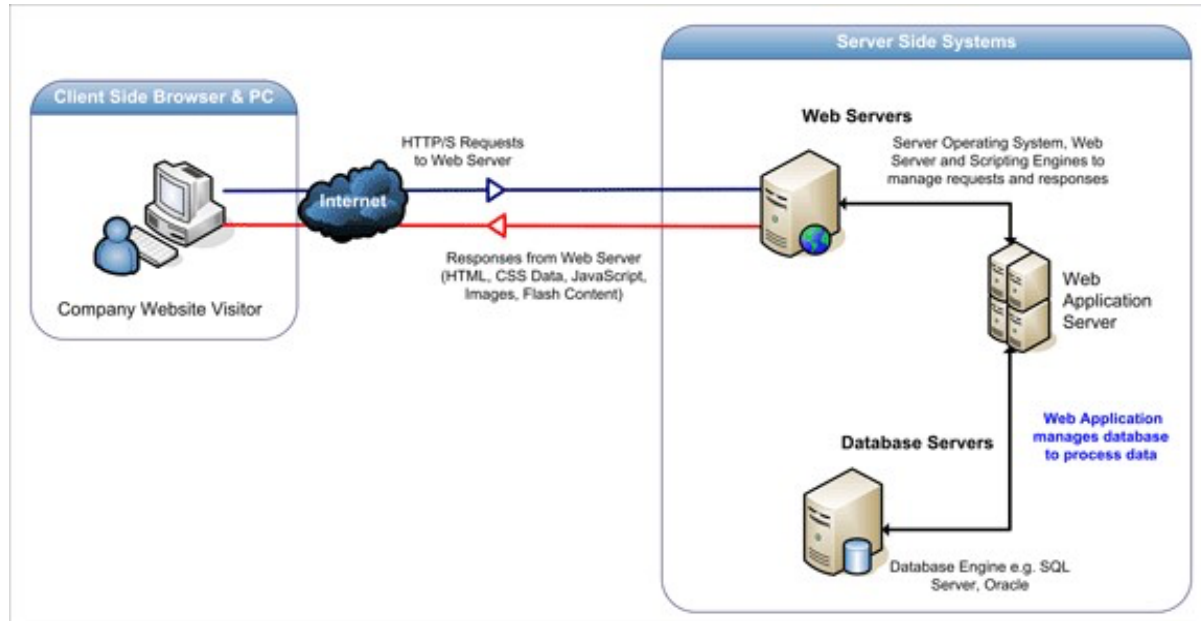 Server Side Systems
Client Side Browser & PC
HTTP/S Requests
to Web Server
Internet
Responses from Web Server
(HTML, CSS Data, JavaScript,
Images, Flash Content)
Company Website Visitor
Web Servers
Server Operating System, Web
Server and Scripting Engines to
manage requests and responses
Web
Application
Server
Web Application
manages database
to process data
Database Servers
Database Engine e.g. SQL
Server, Oracle